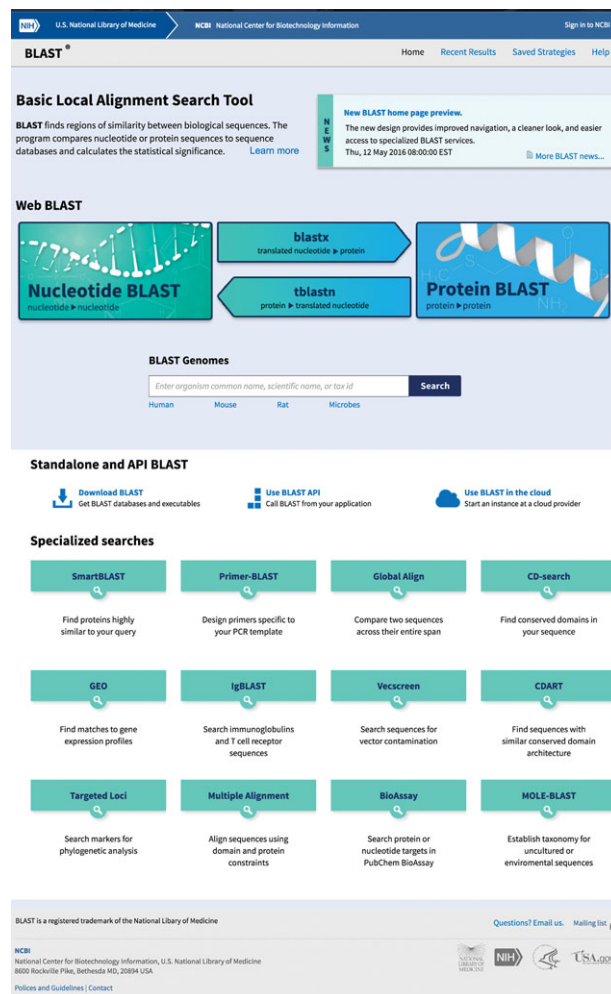 NIH U.S. National Library of Medicine NCBI National Center for Biotechnology Information Sign in to NCBI
BLAST ® Home Recent Results Saved Strategies Help
Basic Local Alignment Search Tool
BLAST finds regions of similarity between biological sequences. The
program compares nucleotide or protein sequences to sequence
databases and calculates the statistical significance. Learn more
NEWS
New BLAST home page preview.
The new design provides improved navigation, a cleaner look, and easier
access to specialized BLAST services.
Thu, 12 May 2016 08:00:00 EST
More BLAST news...
Web BLAST
Nucleotide BLAST
nucleotide ▶ nucleotide
blastx
translated nucleotide ▶ protein
tblastn
protein ▶ translated nucleotide
H₃C
S
O
O
NH₂
Protein BLAST
protein ▶ protein
BLAST Genomes
Enter organism common name, scientific name, or tax id Search
Human Mouse Rat Microbes
Standalone and API BLAST
Download BLAST
Get BLAST databases and executables
Use BLAST API
Call BLAST from your application
Use BLAST in the cloud
Start an instance at a cloud provider
Specialized searches
SmartBLAST
Find proteins highly
similar to your query
Primer-BLAST
Design primers specific to
your PCR template
Global Align
Compare two sequences
across their entire span
CD-search
Find conserved domains in
your sequence
GEO
Find matches to gene
expression profiles
IgBLAST
Search immunoglobulins
and T cell receptor
sequences
Vecscreen
Search sequences for
vector contamination
CDART
Find sequences with
similar conserved domain
architecture
Targeted Loci
Search markers for
phylogenetic analysis
Multiple Alignment
Align sequences using
domain and protein
constraints
BioAssay
Search protein or
nucleotide targets in
PubChem BioAssay
MOLE-BLAST
Establish taxonomy for
uncultured or
enviromental sequences
BLAST is a registered trademark of the National Libary of Medicine
Questions? Email us. Mailing list
NCBI
National Center for Biotechnology Information, U.S. National Library of Medicine
8600 Rockville Pike, Bethesda MD, 20894 USA
Polices and Guidelines | Contact
NATIONAL
LIBRARY OF
MEDICINE
NIH
USA.gov